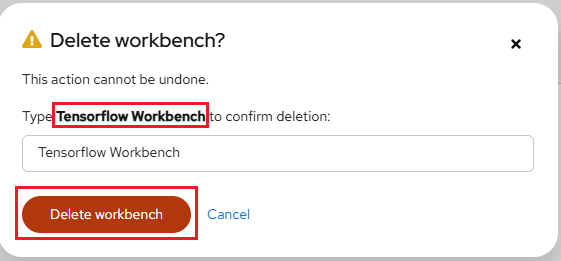 Delete workbench?
This action cannot be undone.
Type Tensorflow Workbench to confirm deletion:
Tensorflow Workbench
Delete workbench Cancel